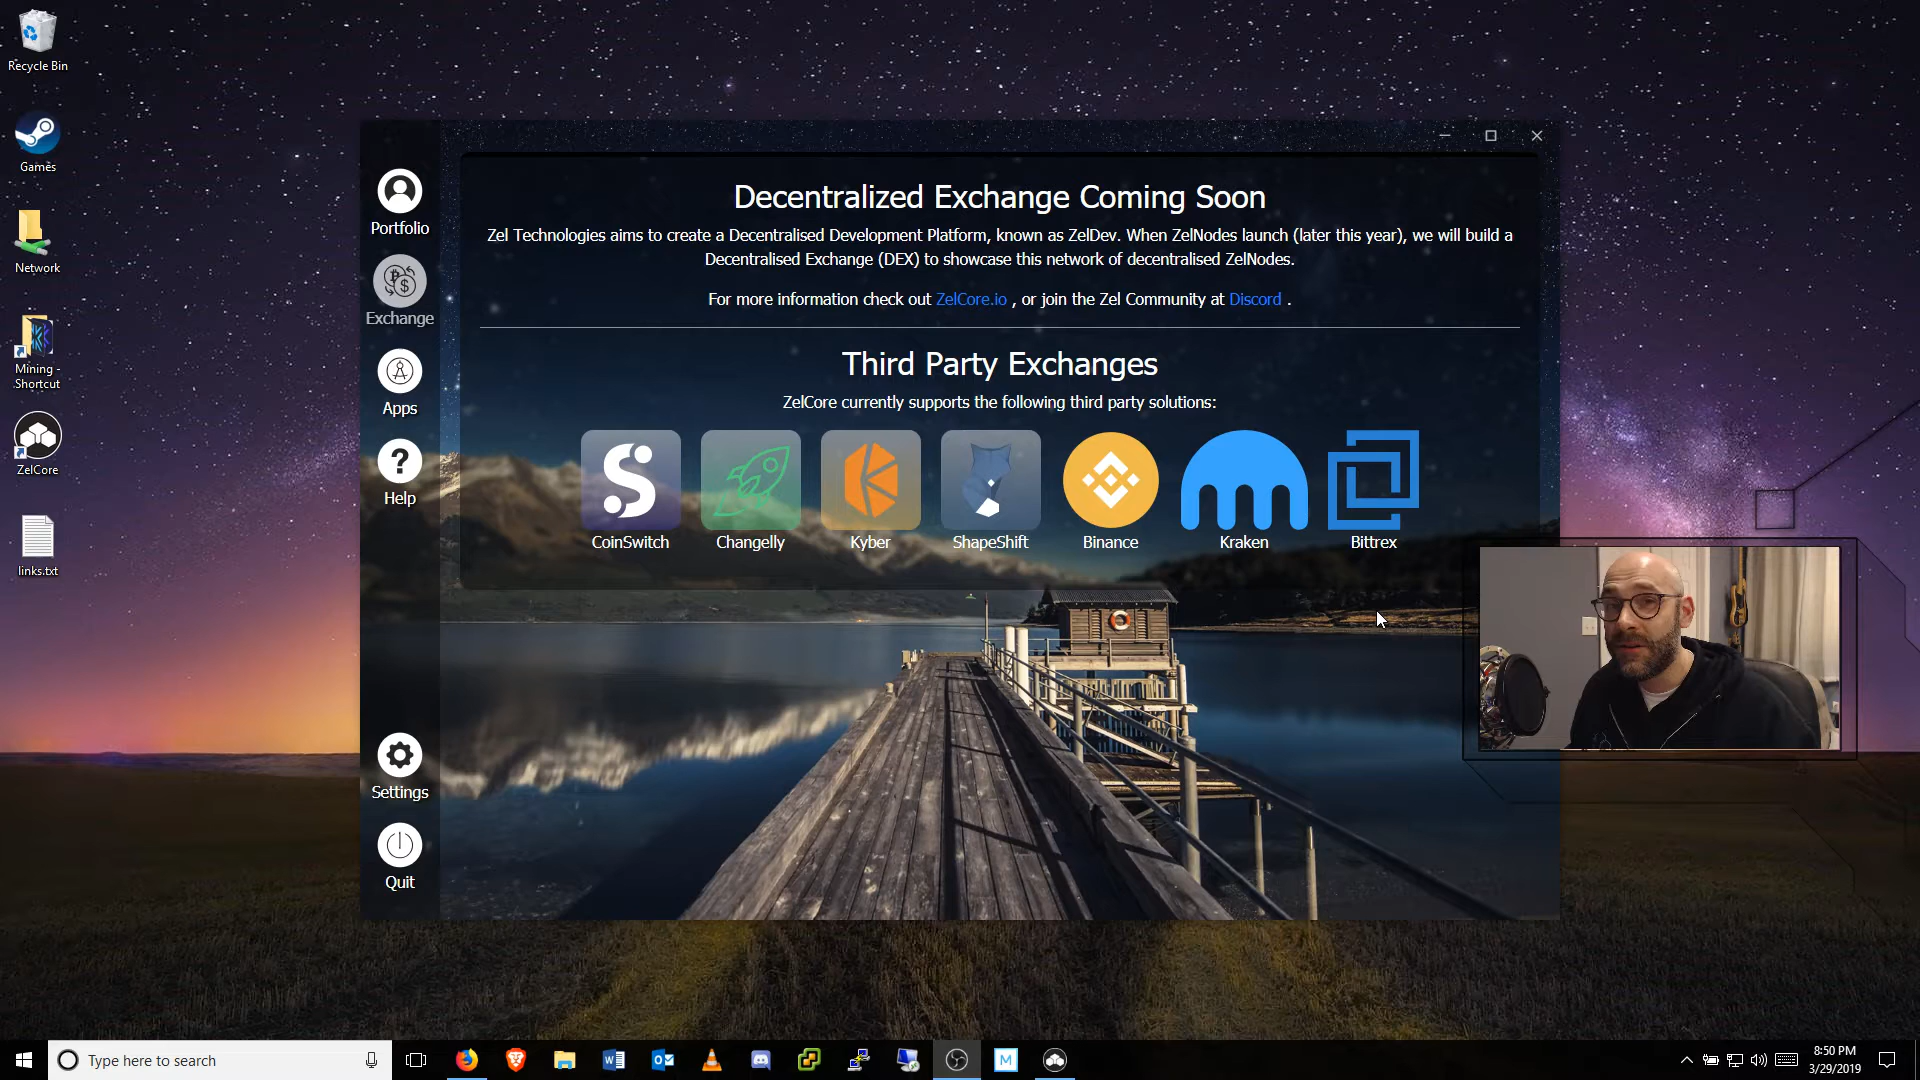 Recycle Bin
Games
Network
Mining -
Shortcut
ZelCore
links.txt
Portfolio
Exchange
Apps
Help
Settings
Quit
Decentralized Exchange Coming Soon
Zel Technologies aims to create a Decentralised Development Platform, known as ZelDev. When ZelNodes launch (later this year), we will build a
Decentralised Exchange (DEX) to showcase this network of decentralised ZelNodes.
For more information check out ZelCore.io , or join the Zel Community at Discord .
Third Party Exchanges
ZelCore currently supports the following third party solutions:
CoinSwitch
Changelly
Kyber
ShapeShift
Binance
Kraken
Bittrex
Type here to search
8:50 PM
3/29/2019